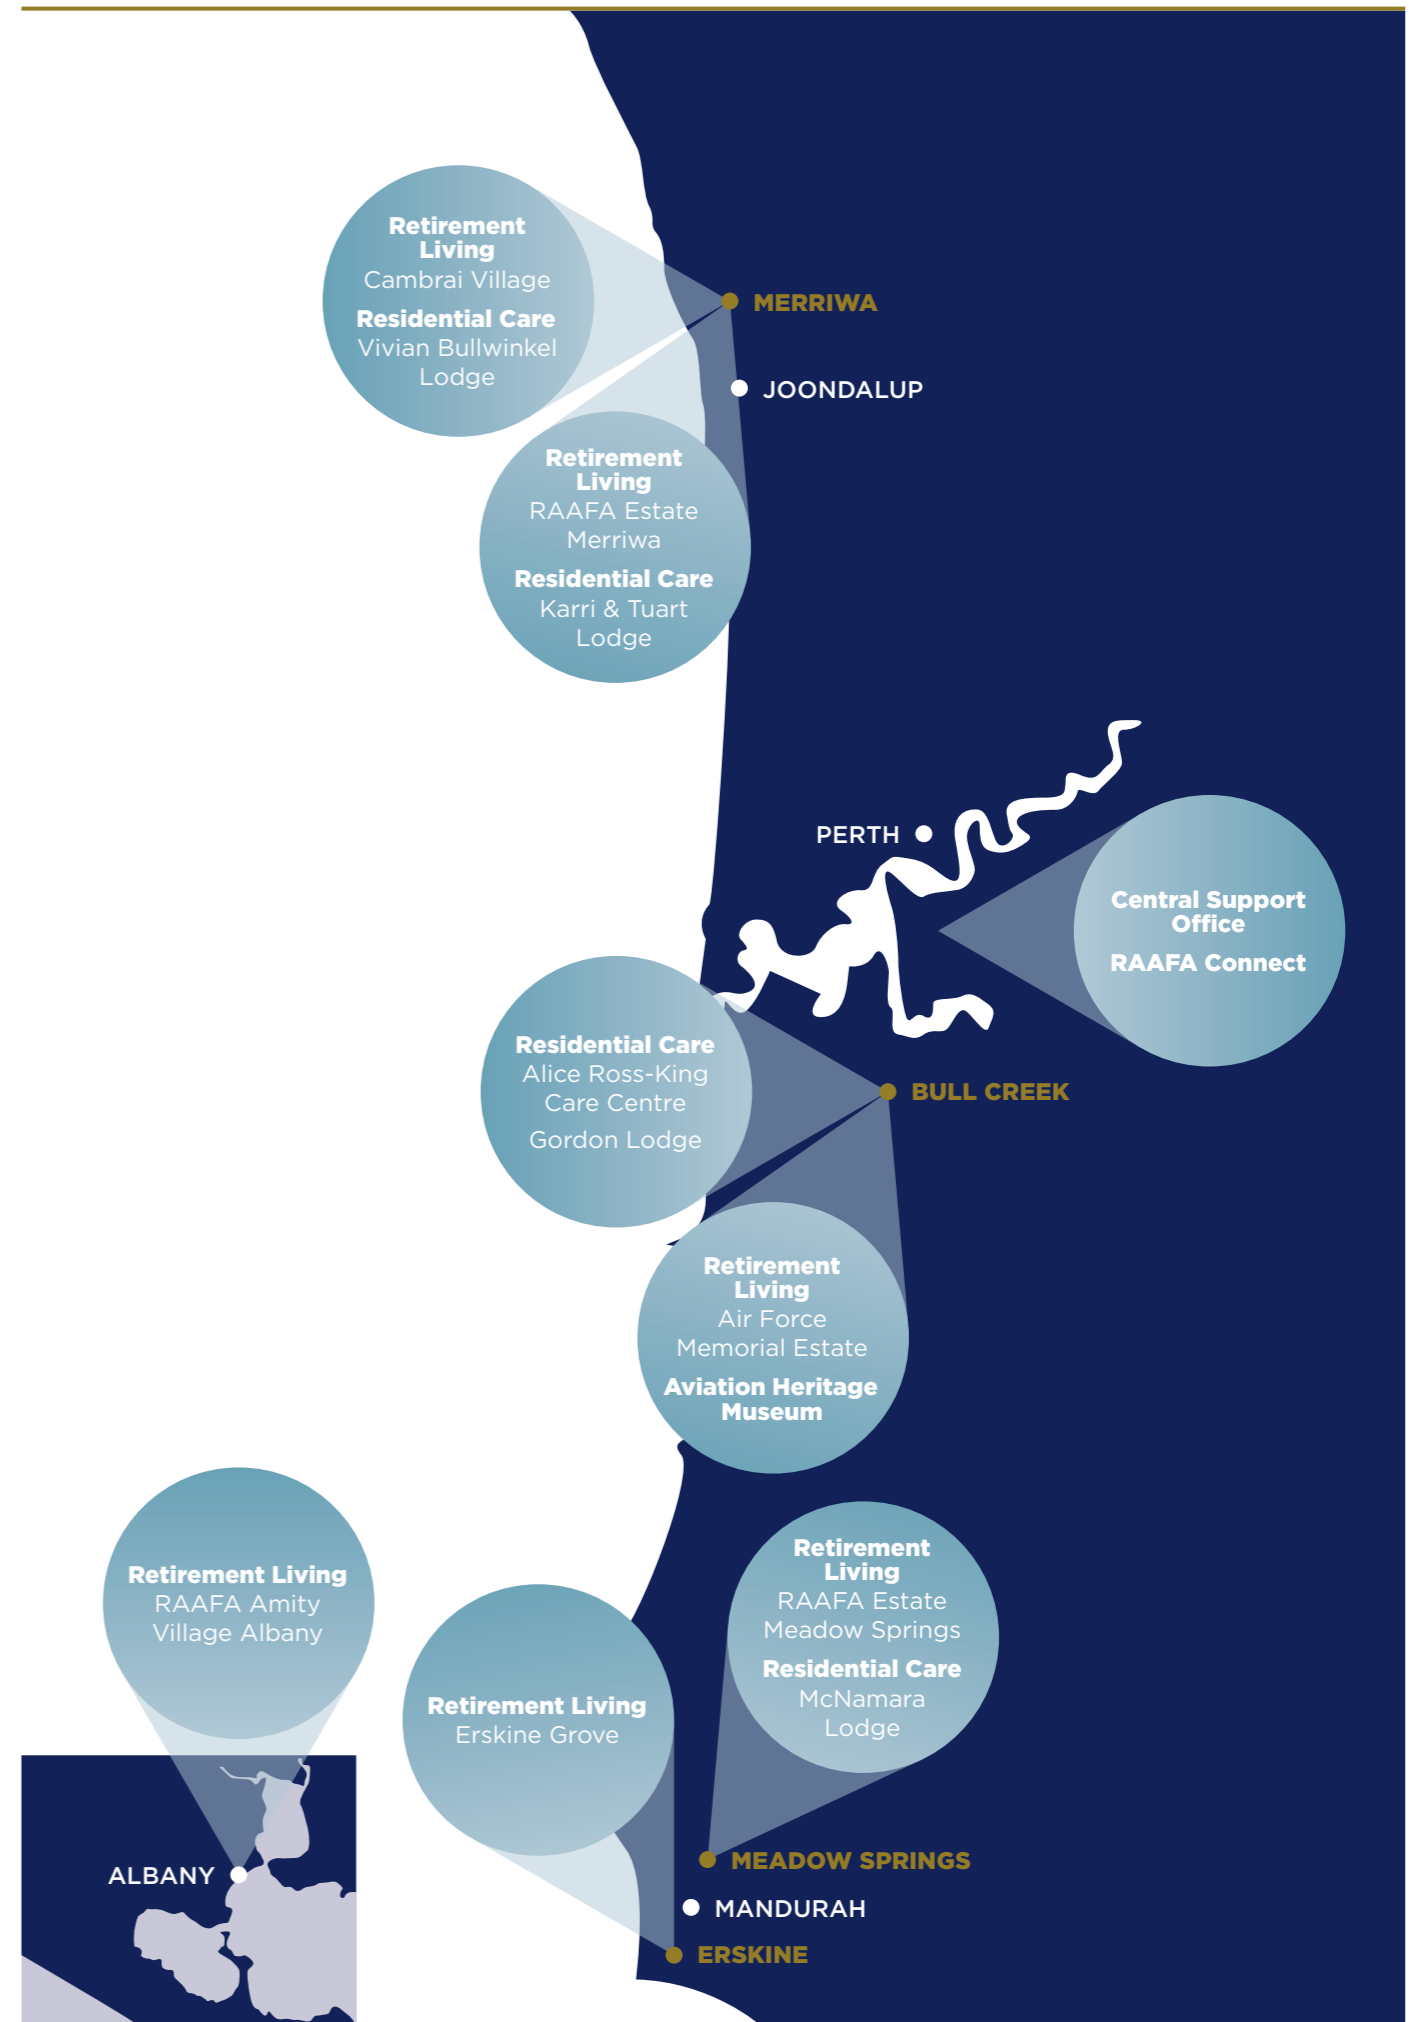 Retirement
Living
Cambrai Village
Residential Care
Vivian Bullwinkel
Lodge
MERRIWA
JOONDALUP
Retirement
Living
RAAFA Estate
Merriwa
Residential Care
Karri & Tuart
Lodge
PERTH
Central Support
Office
RAAFA Connect
Residential Care
Alice Ross-King
Care Centre
Gordon Lodge
BULL CREEK
Retirement
Living
Air Force
Memorial Estate
Aviation Heritage
Museum
Retirement Living
RAAFA Amity
Village Albany
Retirement
Living
RAAFA Estate
Meadow Springs
Residential Care
McNamara
Lodge
Retirement Living
Erskine Grove
ALBANY
MEADOW SPRINGS
MANDURAH
ERSKINE